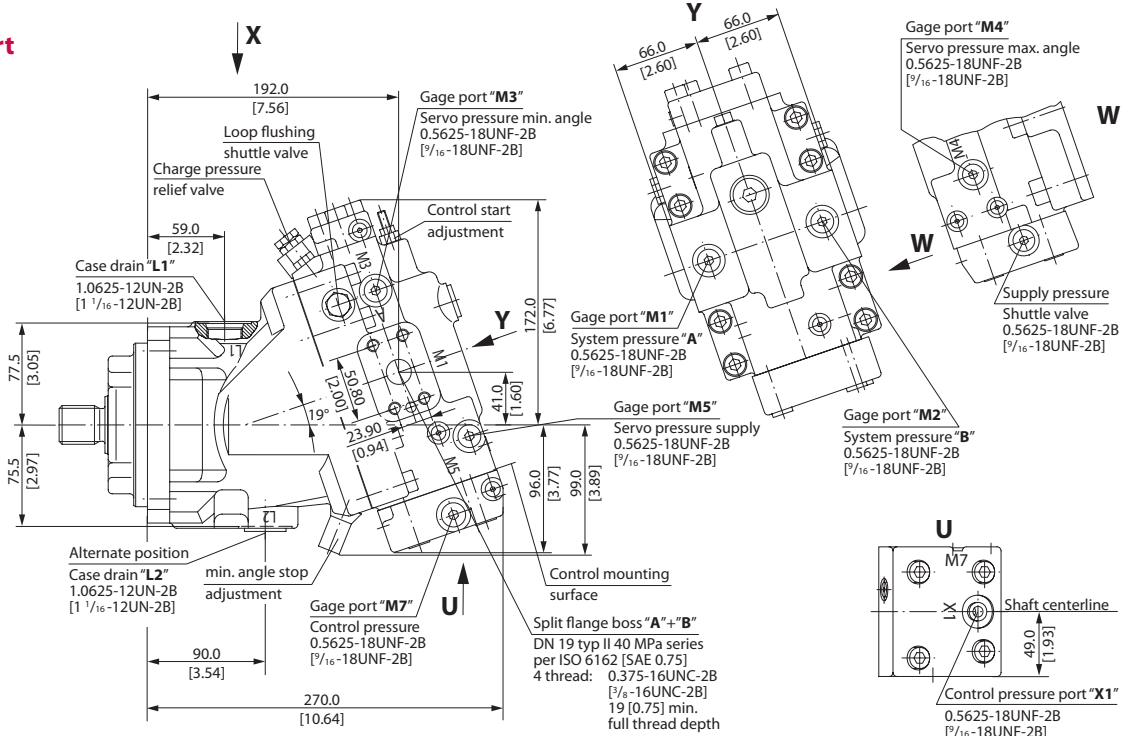 rt
X
192.0
[7.56]
Gage port "M3"
Servo pressure min. angle
0.5625-18UNF-2B
[9/16-18UNF-2B]
Loop flushing
shuttle valve
Charge pressure
relief valve
Control start
adjustment
59.0
[2.32]
Case drain "L1"
1.0625-12UN-2B
[1 1/16-12UN-2B]
L1
M3
A
M1
Y
172.0
[6.77]
77.5
[3.05]
75.5
[2.97]
50.80
[2.00]
19°
23.90
[0.94]
41.0
[1.60]
Gage port "M5"
Servo pressure supply
0.5625-18UNF-2B
[9/16-18UNF-2B]
M5
96.0
[3.77]
99.0
[3.89]
L2
Alternate position
Case drain "L2"
1.0625-12UN-2B
[1 1/16-12UN-2B]
min. angle stop
adjustment
Gage port "M7"
Control pressure
0.5625-18UNF-2B
[9/16-18UNF-2B]
U
Control mounting
surface
Split flange boss "A"+"B"
DN 19 typ II 40 MPa series
per ISO 6162 [SAE 0.75]
4 thread: 0.375-16UNC-2B
[3/8-16UNC-2B]
19 [0.75] min.
full thread depth
90.0
[3.54]
270.0
[10.64]
Y
66.0
[2.60]
66.0
[2.60]
W
Gage port "M1"
System pressure "A"
0.5625-18UNF-2B
[9/16-18UNF-2B]
Gage port "M2"
System pressure "B"
0.5625-18UNF-2B
[9/16-18UNF-2B]
Gage port "M4"
Servo pressure max. angle
0.5625-18UNF-2B
[9/16-18UNF-2B]
W
M4
Supply pressure
Shuttle valve
0.5625-18UNF-2B
[9/16-18UNF-2B]
U
M7
X1
Shaft centerline
49.0
[1.93]
Control pressure port "X1"
0.5625-18UNF-2B
[9/16-18UNF-2B]